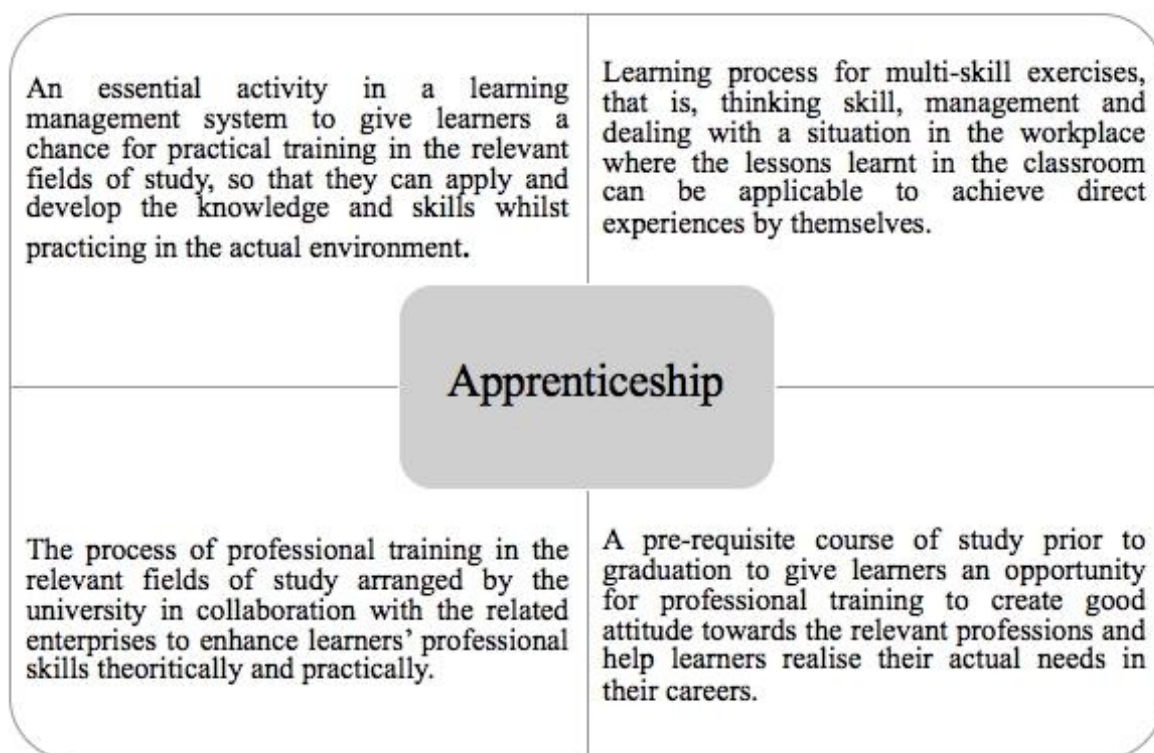 An essential activity in a learning
management system to give learners a
chance for practical training in the relevant
fields of study, so that they can apply and
develop the knowledge and skills whilst
practicing in the actual environment.
Learning process for multi-skill exercises,
that is, thinking skill, management and
dealing with a situation in the workplace
where the lessons learnt in the classroom
can be applicable to achieve direct
experiences by themselves.
Apprenticeship
The process of professional training in the
relevant fields of study arranged by the
university in collaboration with the related
enterprises to enhance learners’ professional
skills theoritically and practically.
A pre-requisite course of study prior to
graduation to give learners an opportunity
for professional training to create good
attitude towards the relevant professions and
help learners realise their actual needs in
their careers.